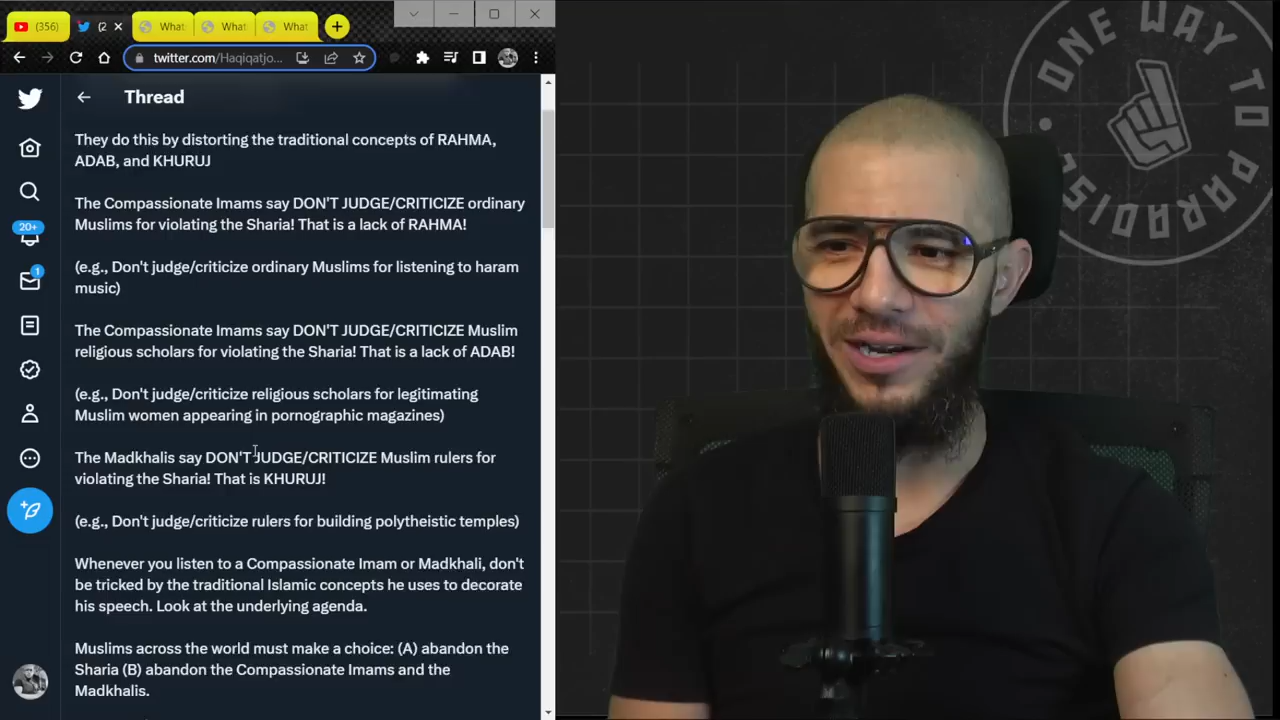 (356)
(2
What
What
What
twitter.com/Haqiqatjo...
Thread
They do this by distorting the traditional concepts of RAHMA,
ADAB, and KHURUJ
The Compassionate Imams say DON'T JUDGE/CRITICIZE ordinary
Muslims for violating the Sharia! That is a lack of RAHMA!
(e.g., Don't judge/criticize ordinary Muslims for listening to haram
music)
The Compassionate Imams say DON'T JUDGE/CRITICIZE Muslim
religious scholars for violating the Sharia! That is a lack of ADAB!
(e.g., Don't judge/criticize religious scholars for legitimating
Muslim women appearing in pornographic magazines)
The Madkhalis say DON'T JUDGE/CRITICIZE Muslim rulers for
violating the Sharia! That is KHURUJ!
(e.g., Don't judge/criticize rulers for building polytheistic temples)
Whenever you listen to a Compassionate Imam or Madkhali, don't
be tricked by the traditional Islamic concepts he uses to decorate
his speech. Look at the underlying agenda.
Muslims across the world must make a choice: (A) abandon the
Sharia (B) abandon the Compassionate Imams and the
Madkhalis.
20+
1
ONE WAY TO PARADISE